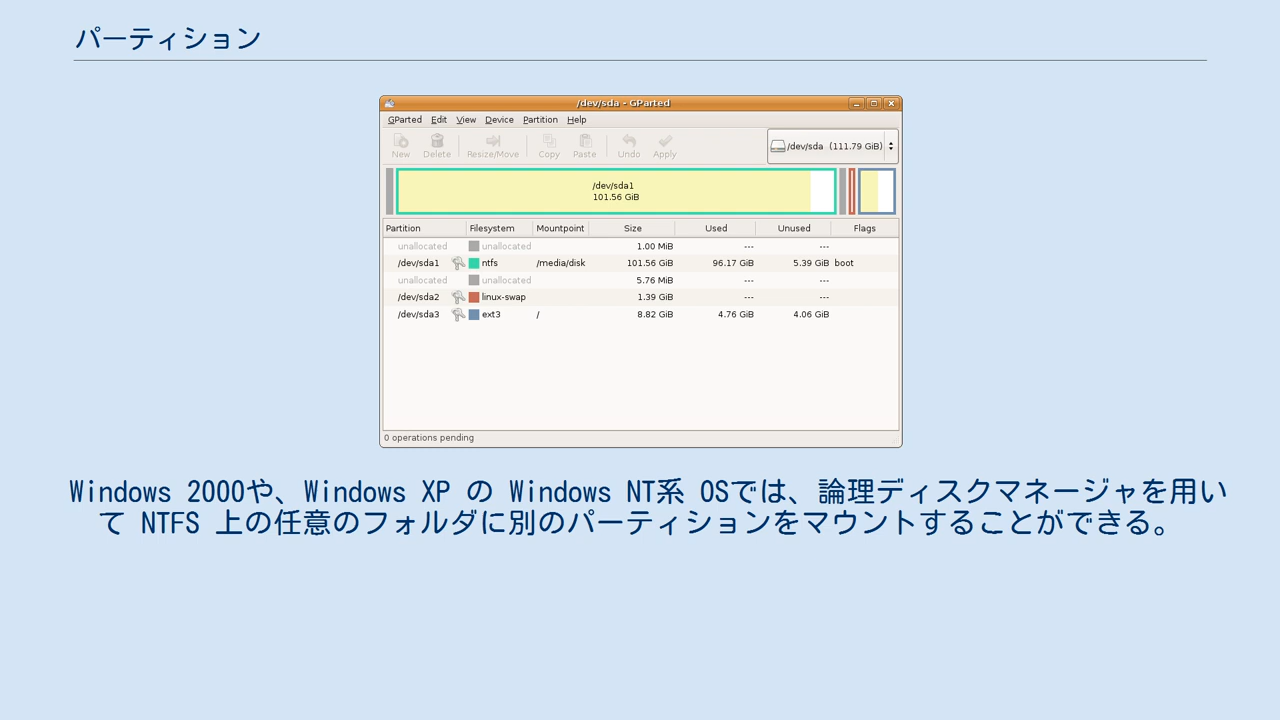 パーティション
/dev/sda - GParted
GParted Edit View Device Partition Help
New Delete Resize/Move Copy Paste Undo Apply /dev/sda (111.79 GiB)
/dev/sda1
101.56 GiB
Partition Filesystem Mountpoint Size Used Unused Flags
unallocated unallocated 1.00 MiB --- ---
/dev/sda1 ntfs /media/disk 101.56 GiB 96.17 GiB 5.39 GiB boot
unallocated unallocated 5.76 MiB --- ---
/dev/sda2 linux-swap 1.39 GiB --- ---
/dev/sda3 ext3 / 8.82 GiB 4.76 GiB 4.06 GiB
0 operations pending
Windows 2000や、Windows XP の Windows NT系 OSでは、論理ディスクマネージャを用い
て NTFS 上の任意のフォルダに別のパーティションをマウントすることができる。